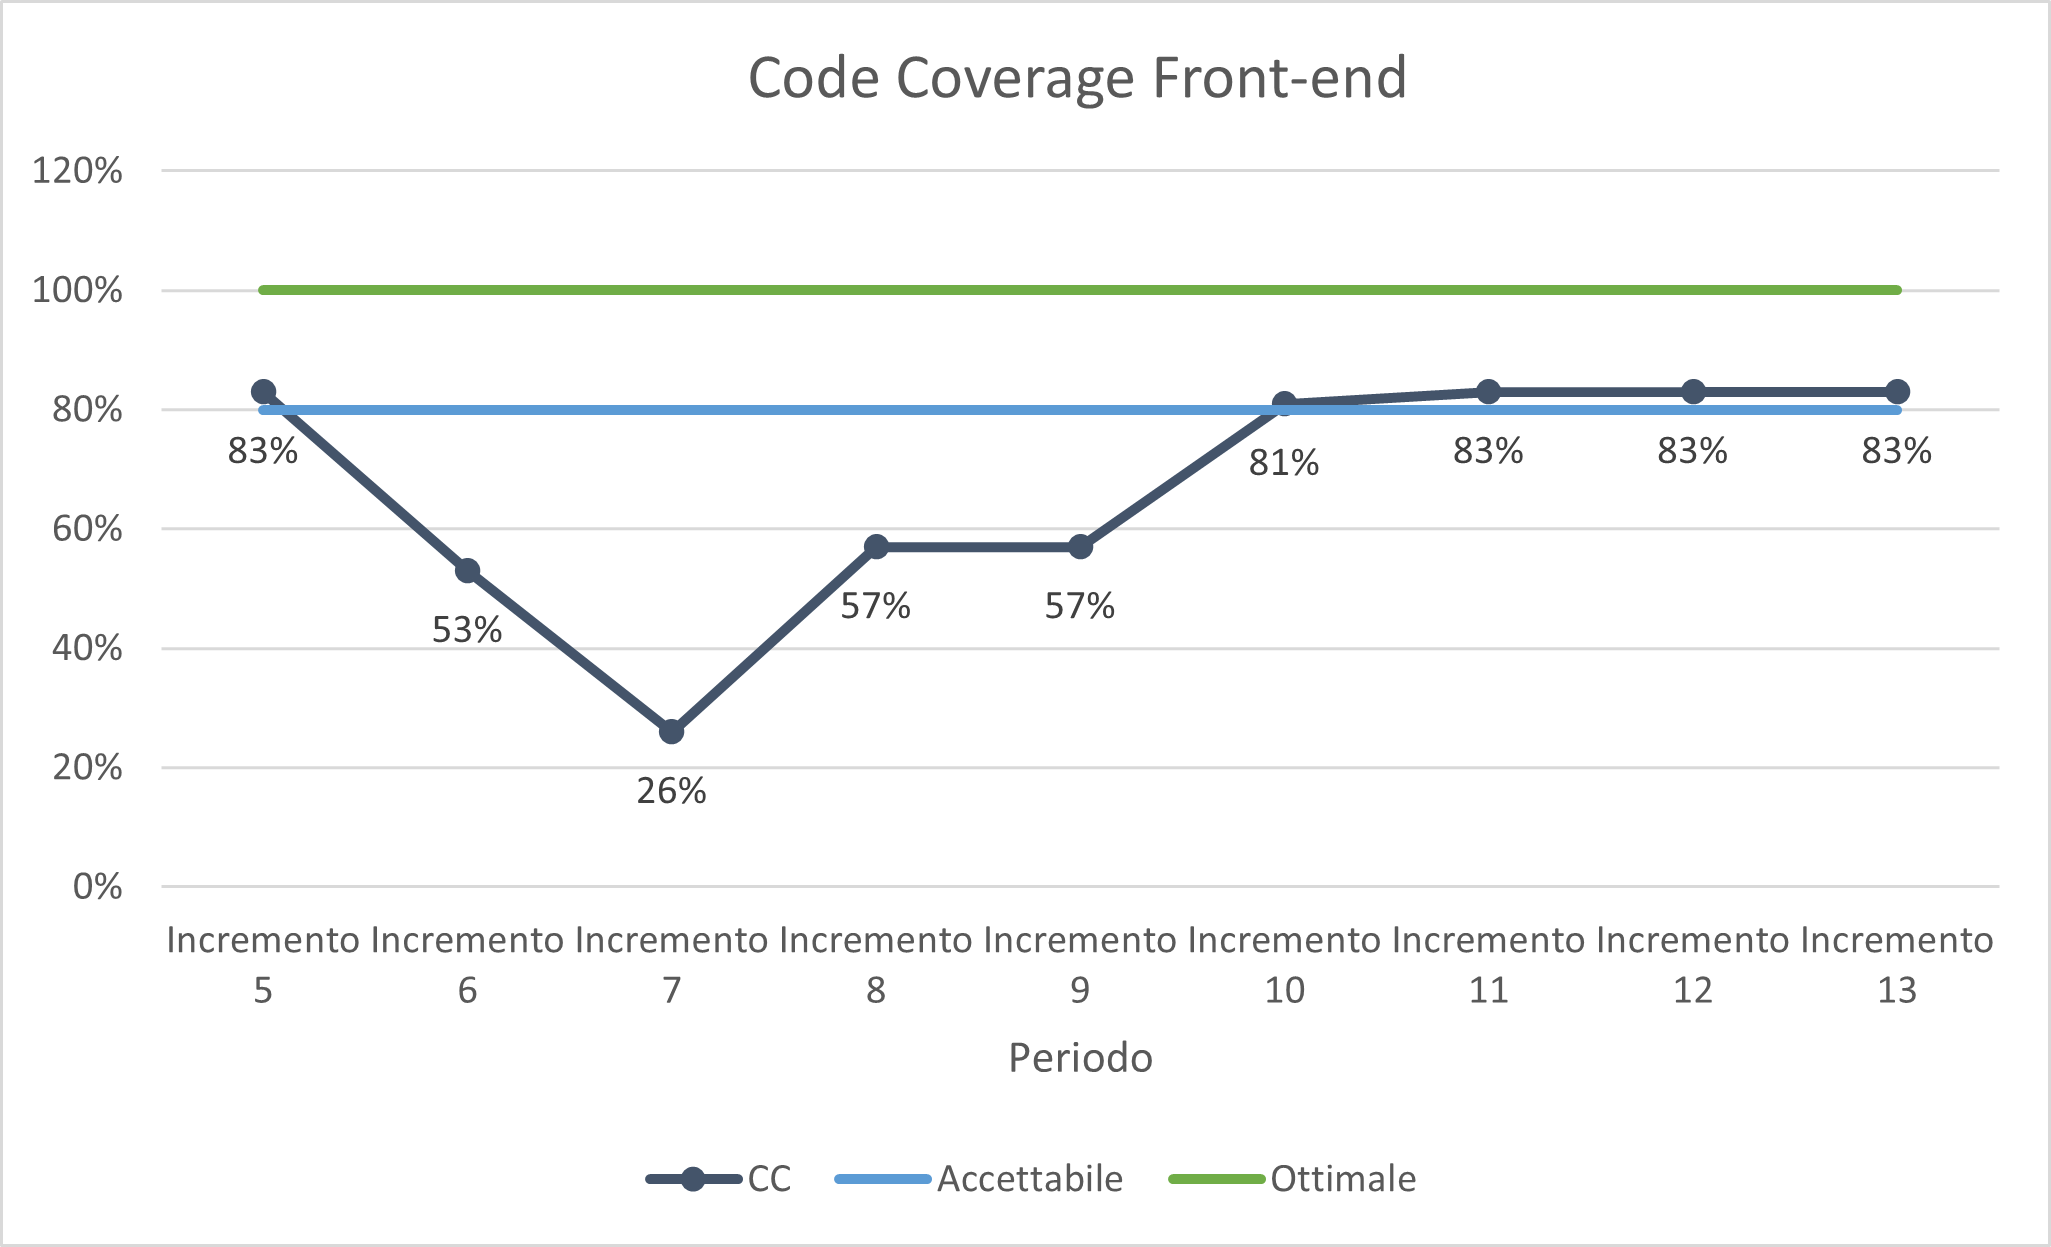 Code Coverage Front-end
120%
100%
80%
60%
40%
20%
0%
83%
53%
26%
57%
57%
81%
83%
83%
83%
Incremento 5
Incremento 6
Incremento 7
Incremento 8
Incremento 9
Incremento 10
Incremento 11
Incremento 12
Incremento 13
Periodo
CC
Accettabile
Ottimale